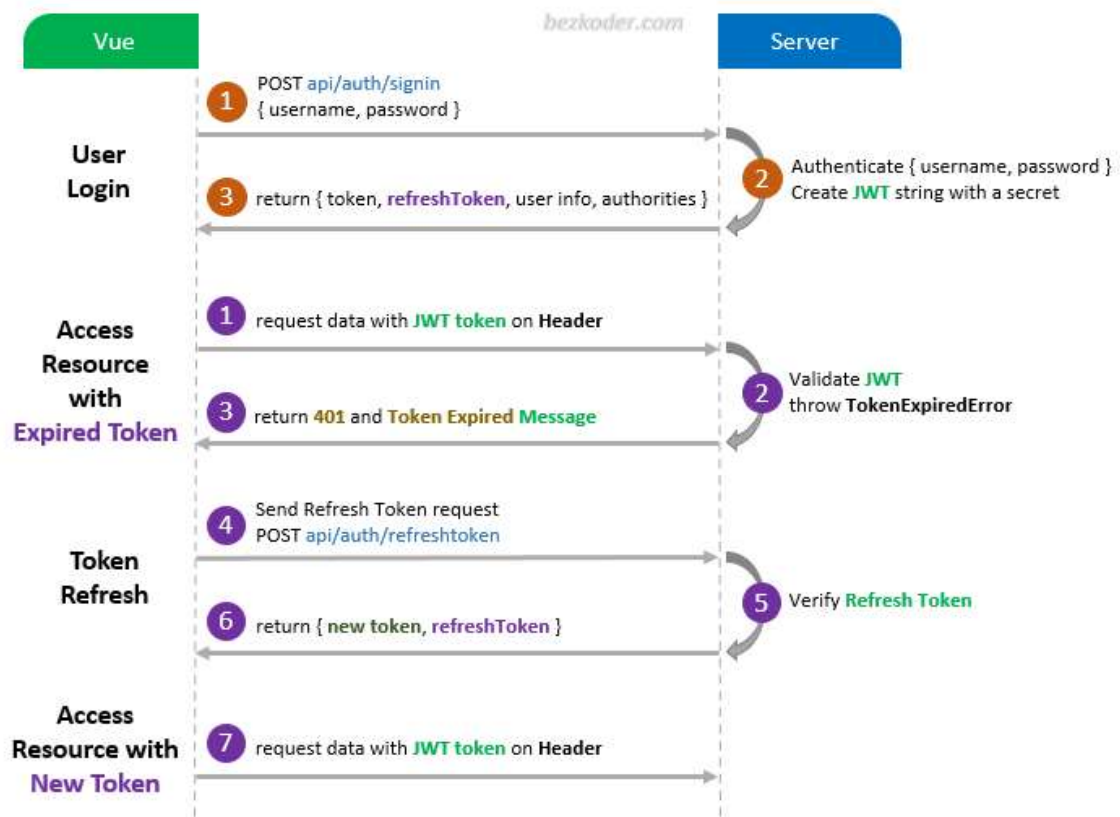 bezkoder.com
Vue
Server
1
POST api/auth/signin
{ username, password }
User
Login
2
Authenticate { username, password }
Create JWT string with a secret
3
return { token, refreshToken, user info, authorities }
1
request data with JWT token on Header
Access
Resource
with
Expired Token
2
Validate JWT
throw TokenExpiredError
3
return 401 and Token Expired Message
4
Send Refresh Token request
POST api/auth/refreshtoken
Token
Refresh
5
Verify Refresh Token
6
return { new token, refreshToken }
Access
Resource with
New Token
7
request data with JWT token on Header